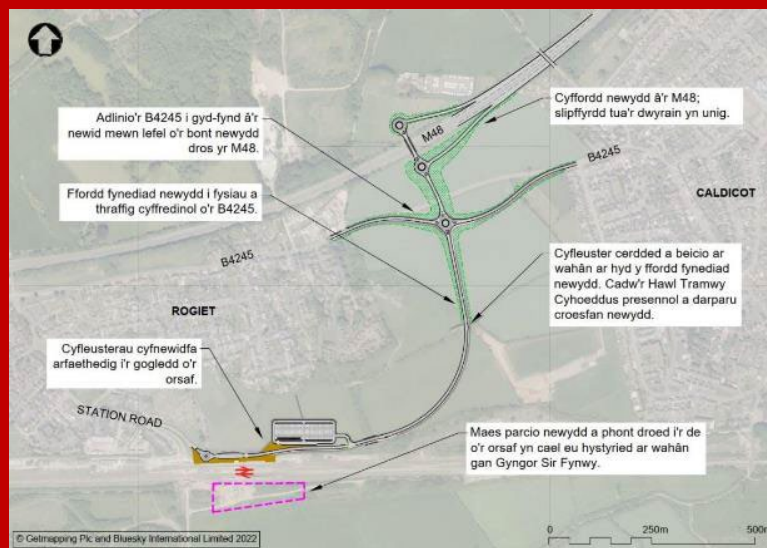 Adlinio'r B4245 i gyd-fynd â'r
newid mewn lefel o'r bont newydd
dros yr M48.
Cyffordd newydd â'r M48;
slipffyrdd tua'r dwyrain yn unig.
M48
B4245
CALDICOT
Ffordd fynediad newydd i fysiau a
thraffig cyffredinol o'r B4245.
B4245
Cyfleuster cerdded a beicio ar
wahân ar hyd y ffordd fynediad
newydd. Cadw'r Hawl Tramwy
Cyhoeddus presennol a darparu
croesfan newydd.
ROGIET
Cyfleusterau cyfnewidfa
arfaethedig i'r gogledd o'r
orsaf.
STATION ROAD
Maes parcio newydd a phont droed i'r de
o'r orsaf yn cael eu hystyried ar wahân
gan Gyngor Sir Fynwy.
© Getmapping Plc and Bluesky International Limited 2022
0 250m 500m